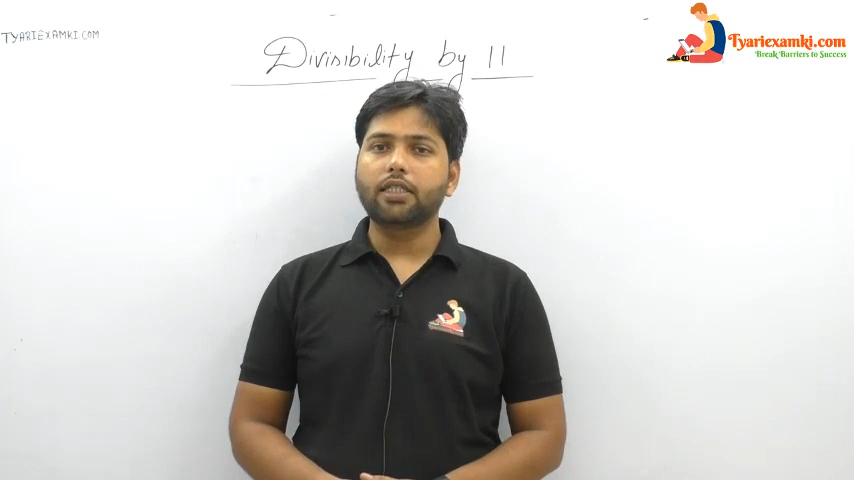 TYARIEXAMKI.COM
Divisibility by 11
Tyariexamki.com
Break Barriers to Success